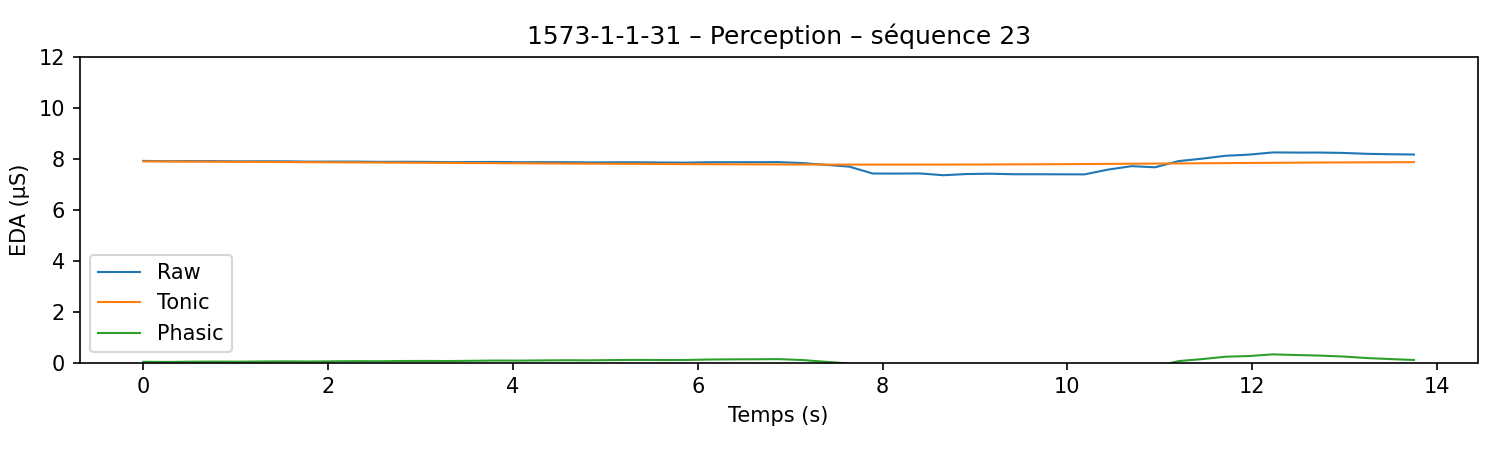 1573-1-1-31 – Perception – séquence 23
EDA (µS)
12
10
8
6
4
2
0
Raw
Tonic
Phasic
0 2 4 6 8 10 12 14
Temps (s)